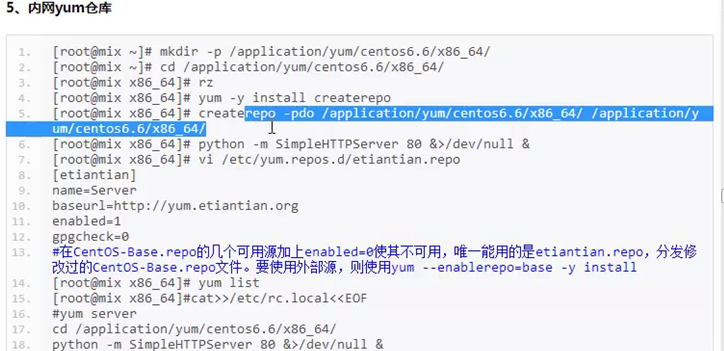 5、内网yum仓库
1. [root@mix ~]# mkdir -p /application/yum/centos6.6/x86_64/
2. [root@mix ~]# cd /application/yum/centos6.6/x86_64/
3. [root@mix x86_64]# rz
4. [root@mix x86_64]# yum -y install createrepo
5. [root@mix x86_64]# createrepo -pdo /application/yum/centos6.6/x86_64/ /application/y
um/centos6.6/x86_64/
6. [root@mix x86_64]# python -m SimpleHTTPServer 80 &>/dev/null &
7. [root@mix x86_64]# vi /etc/yum.repos.d/etiantian.repo
8. [etiantian]
9. name=Server
10. baseurl=http://yum.etiantian.org
11. enabled=1
12. gpgcheck=0
13. #在CentOS-Base.repo的几个可用源加上enabled=0使其不可用，唯一能用的是etiantian.repo，分发修
改过的CentOS-Base.repo文件。要使用外部源，则使用yum --enablerepo=base -y install
14. [root@mix x86_64]# yum list
15. [root@mix x86_64]#cat>>/etc/rc.local<<EOF
16. #yum server
17. cd /application/yum/centos6.6/x86_64/
18. python -m SimpleHTTPServer 80 &>/dev/null &